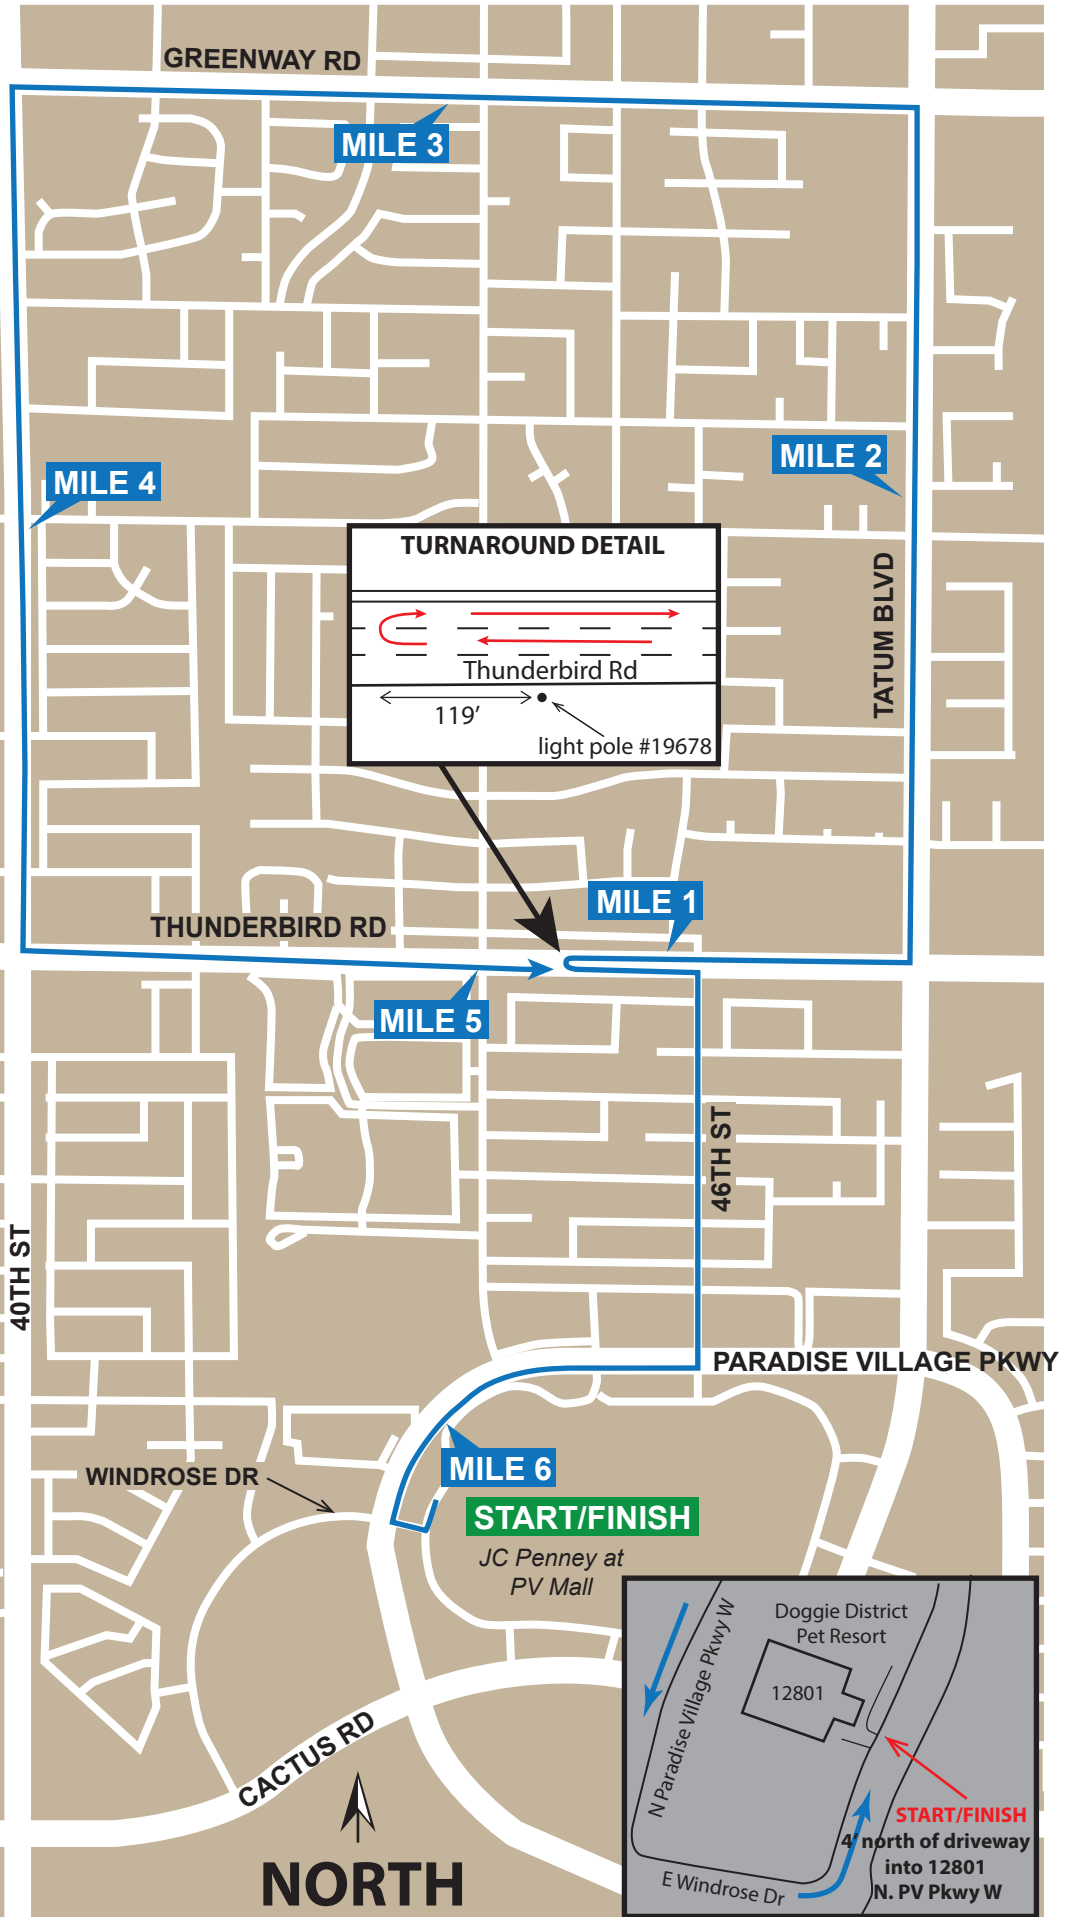 GREENWAY RD
MILE 3
MILE 2
MILE 4
TURNAROUND DETAIL
Thunderbird Rd
119'
light pole #19678
TATUM BLVD
MILE 1
THUNDERBIRD RD
MILE 5
46TH ST
40TH ST
PARADISE VILLAGE PKWY
MILE 6
WINDROSE DR
START/FINISH
JC Penney at
PV Mall
CACTUS RD
NORTH
N Paradise Village Pkwy W
Doggie District
Pet Resort
12801
START/FINISH
4' north of driveway
into 12801
N. PV Pkwy W
E Windrose Dr